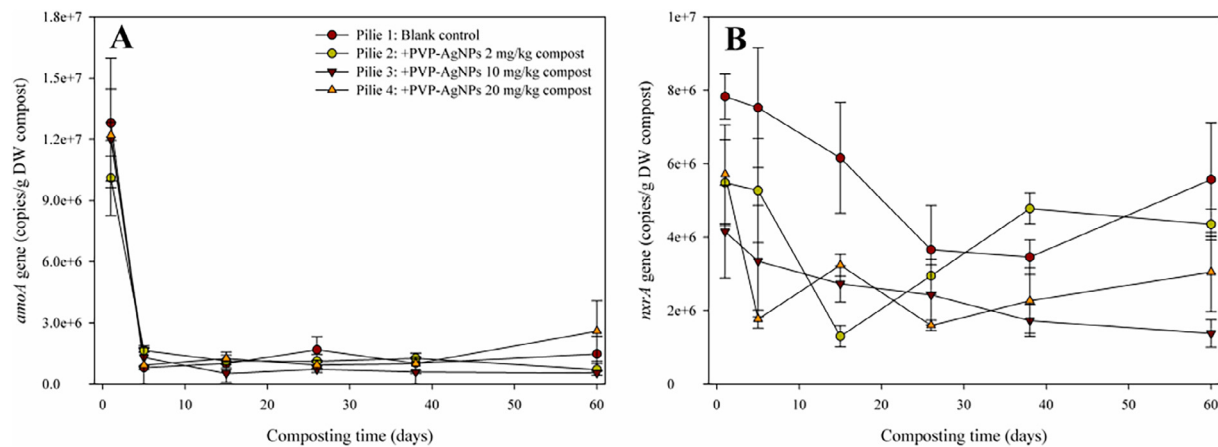 A
1.8e+7
1.5e+7
1.2e+7
9.0e+6
6.0e+6
3.0e+6
0.0
amoA gene (copies/g DW compost)
Pilie 1: Blank control
Pilie 2: +PVP-AgNPs 2 mg/kg compost
Pilie 3: +PVP-AgNPs 10 mg/kg compost
Pilie 4: +PVP-AgNPs 20 mg/kg compost
0 10 20 30 40 50 60
Composting time (days)
B
1e+7
8e+6
6e+6
4e+6
2e+6
0
nxrA gene (copies/g DW compost)
0 10 20 30 40 50 60
Composting time (days)